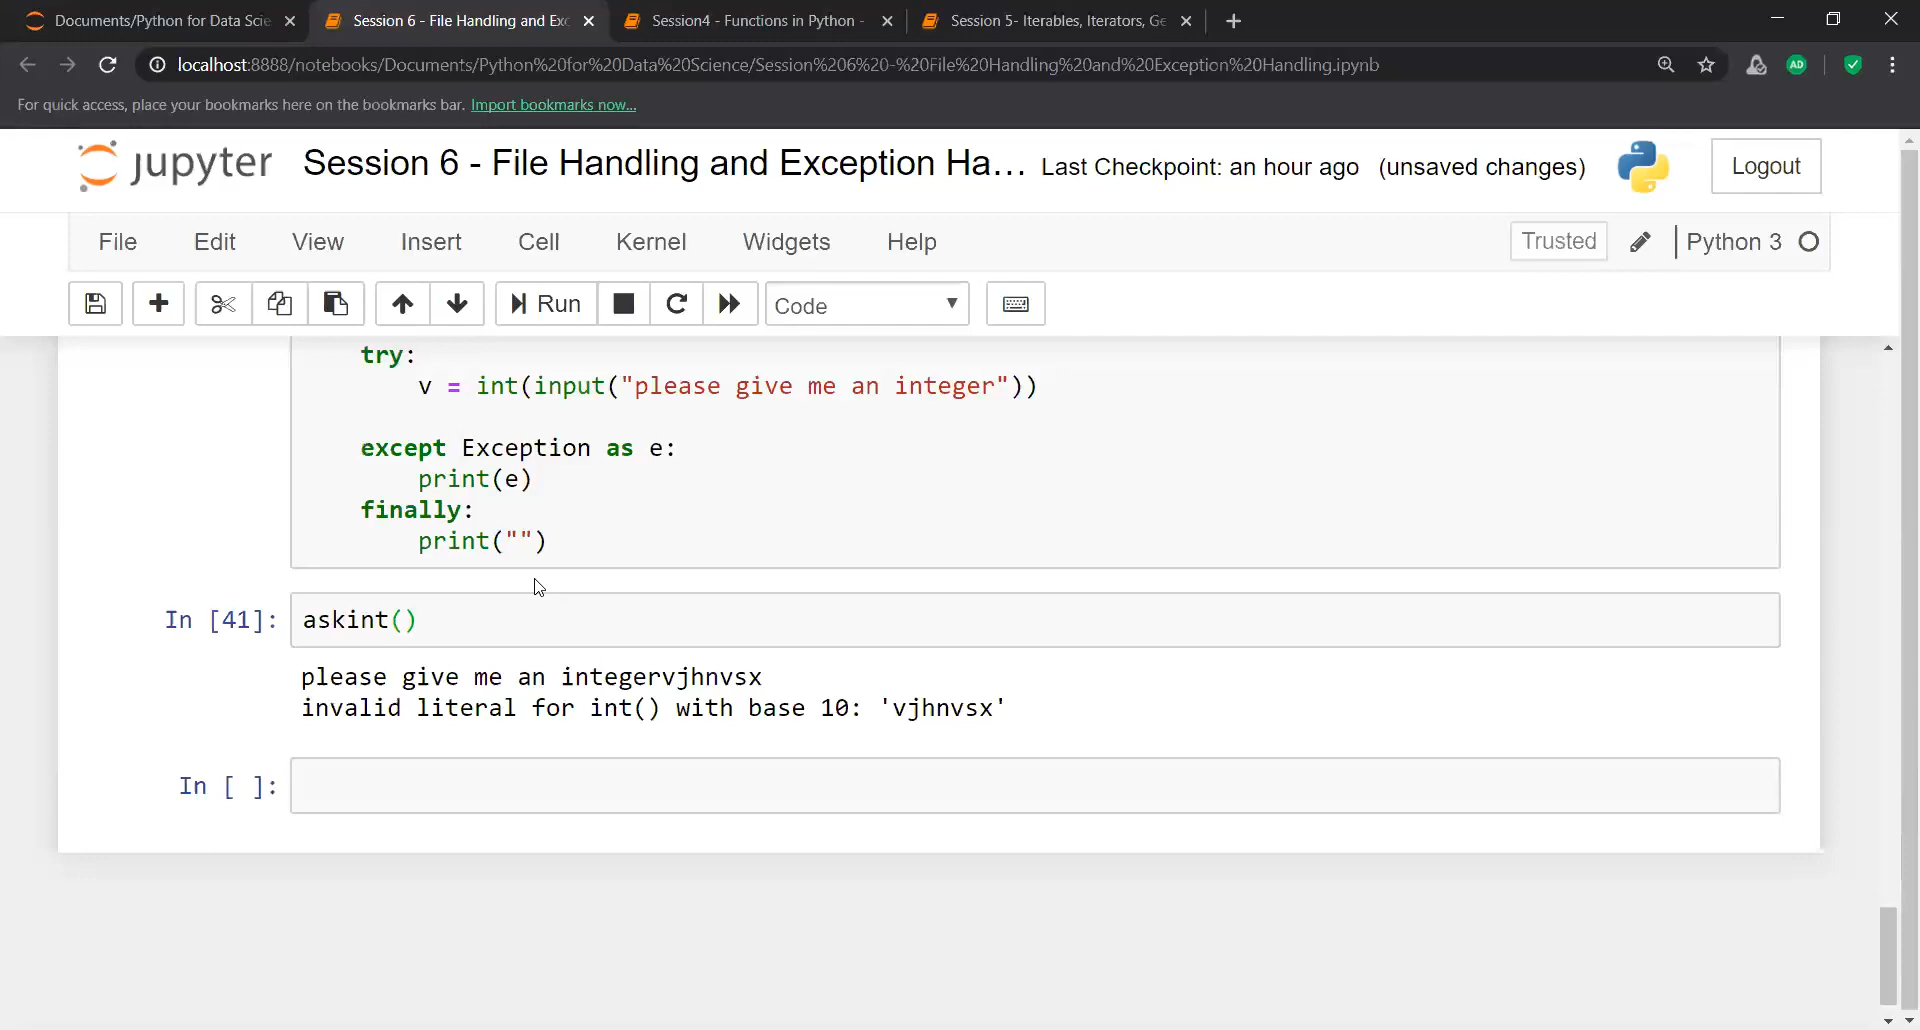 Documents/Python for Data Scie
Session 6 - File Handling and Exc
Session4 - Functions in Python -
Session 5- Iterables, Iterators, Ge
localhost:8888/notebooks/Documents/Python%20for%20Data%20Science/Session%206%20-%20File%20Handling%20and%20Exception%20Handling.ipynb
AD
For quick access, place your bookmarks here on the bookmarks bar. Import bookmarks now...
jupyter Session 6 - File Handling and Exception Ha... Last Checkpoint: an hour ago (unsaved changes) Logout
File Edit View Insert Cell Kernel Widgets Help Trusted Python 3
Run Code
try:
v = int(input("please give me an integer"))
except Exception as e:
print(e)
finally:
print("")
In [41]: askint()
please give me an integervjhnvsx
invalid literal for int() with base 10: 'vjhnvsx'
In [ ]: